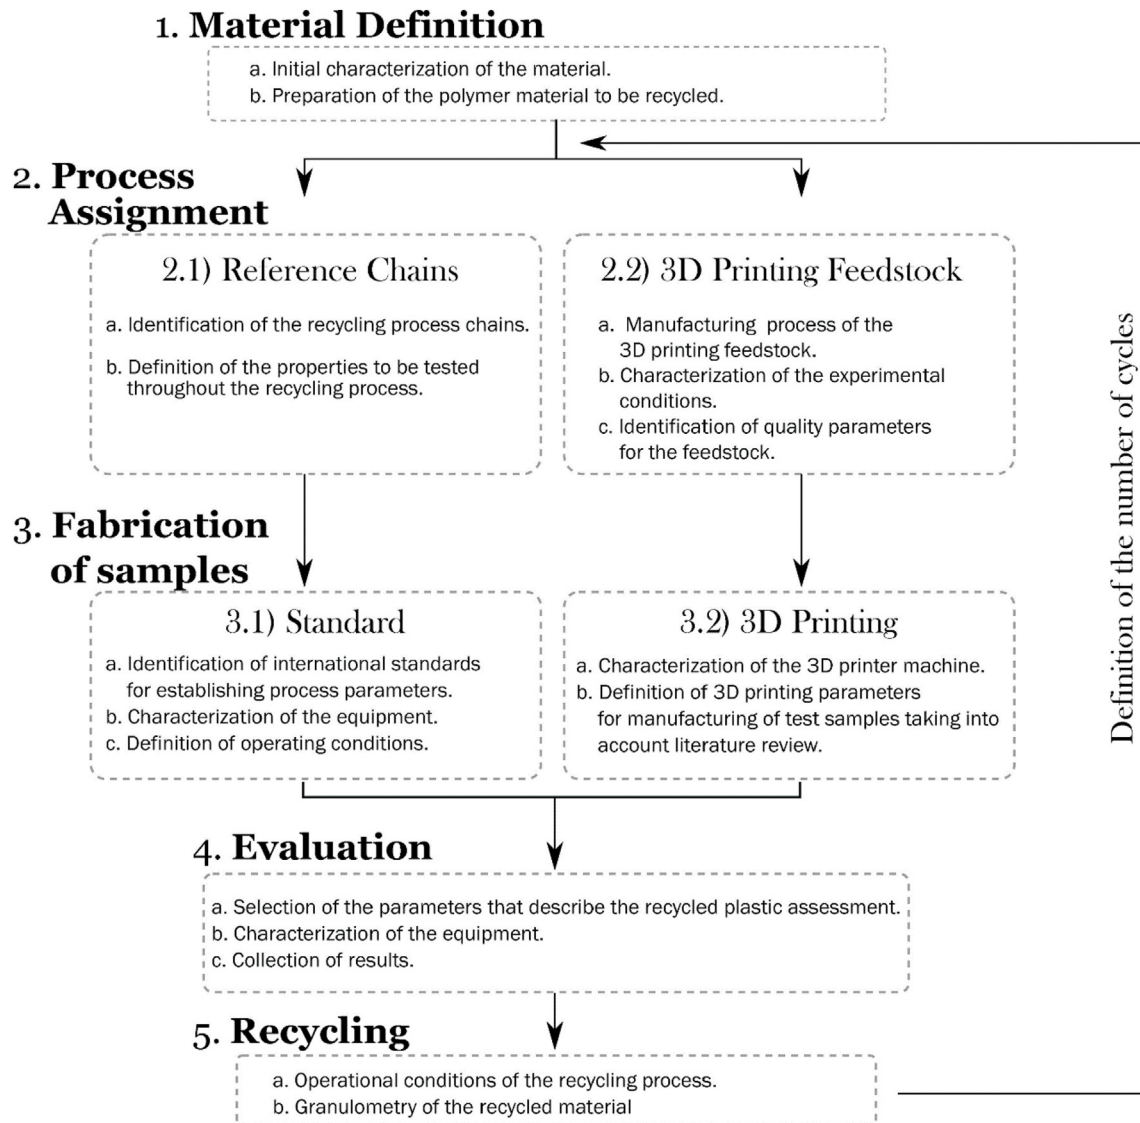 1. Material Definition
a. Initial characterization of the material.
b. Preparation of the polymer material to be recycled.
2. Process
Assignment
2.1) Reference Chains
a. Identification of the recycling process chains.
b. Definition of the properties to be tested
throughout the recycling process.
2.2) 3D Printing Feedstock
a. Manufacturing process of the
3D printing feedstock.
b. Characterization of the experimental
conditions.
c. Identification of quality parameters
for the feedstock.
3. Fabrication
of samples
3.1) Standard
a. Identification of international standards
for establishing process parameters.
b. Characterization of the equipment.
c. Definition of operating conditions.
3.2) 3D Printing
a. Characterization of the 3D printer machine.
b. Definition of 3D printing parameters
for manufacturing of test samples taking into
account literature review.
4. Evaluation
a. Selection of the parameters that describe the recycled plastic assessment.
b. Characterization of the equipment.
c. Collection of results.
5. Recycling
a. Operational conditions of the recycling process.
b. Granulometry of the recycled material
Definition of the number of cycles